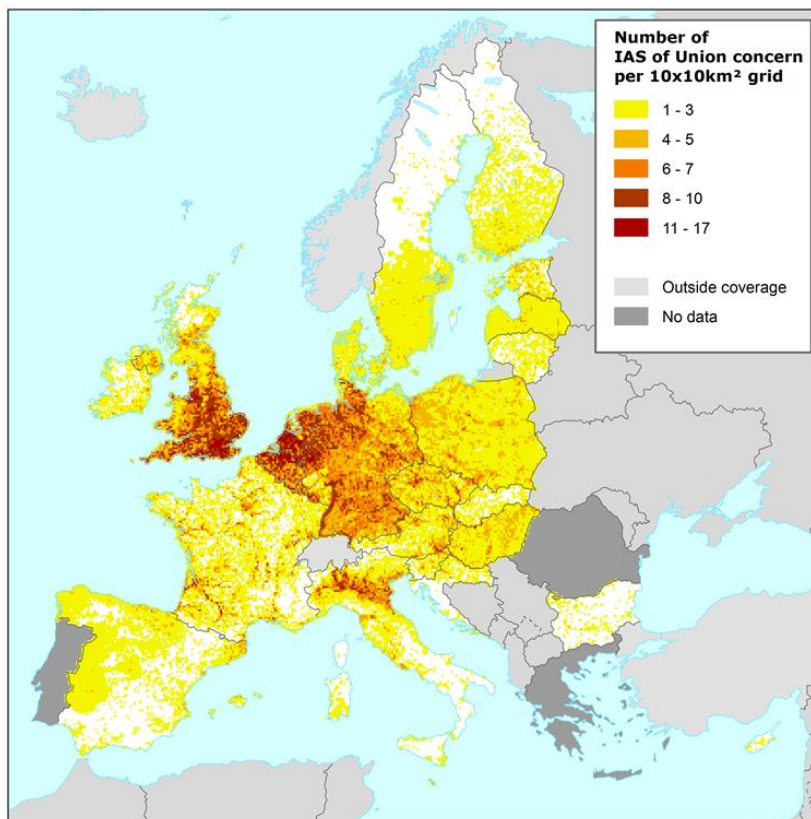 Number of
IAS of Union concern
per 10x10km² grid
1 - 3
4 - 5
6 - 7
8 - 10
11 - 17
Outside coverage
No data